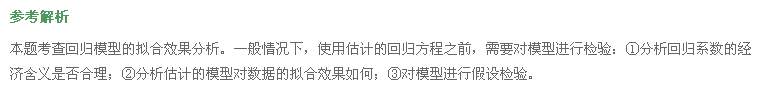 参考解析
本题考查回归模型的拟合效果分析。一般情况下，使用估计的回归方程之前，需要对模型进行检验：①分析回归系数的经
济含义是否合理；②分析估计的模型对数据的拟合效果如何；③对模型进行假设检验。